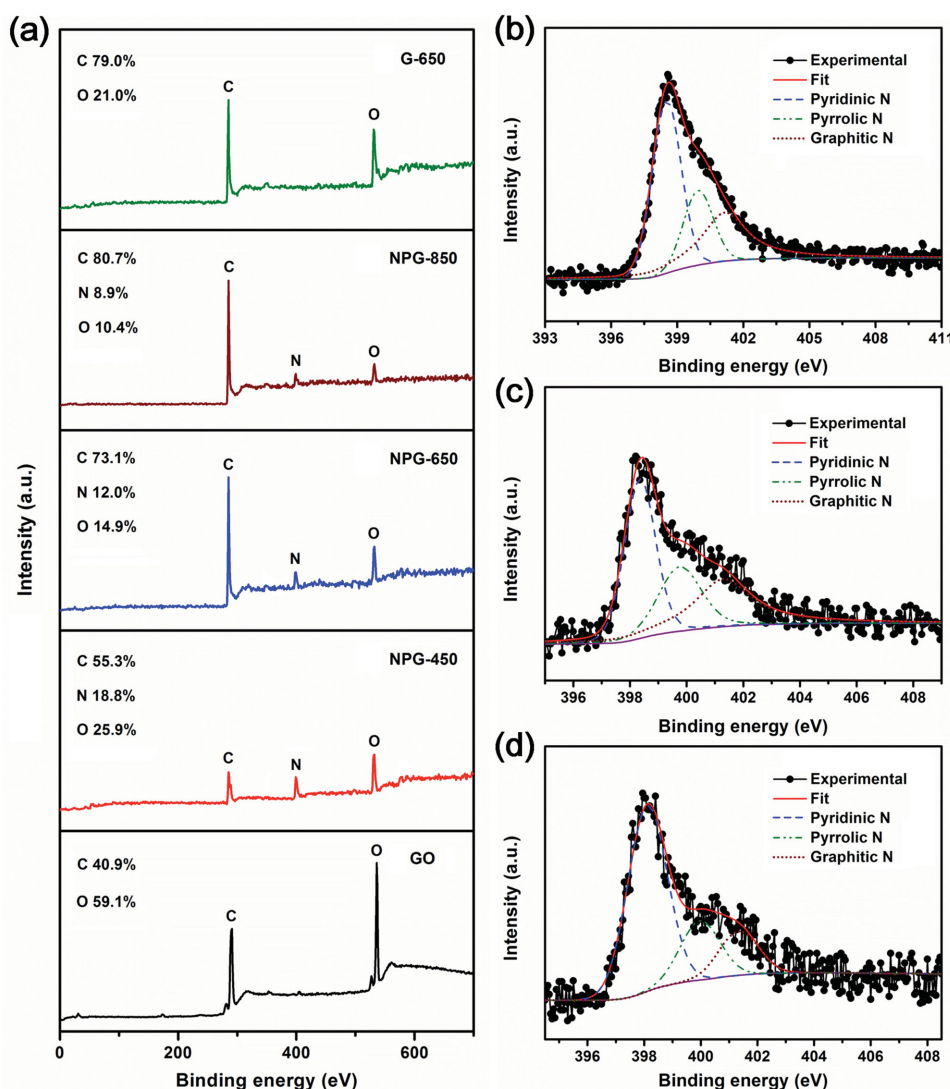 (a)
C 79.0%
G-650
O 21.0%
C
O
C 80.7%
NPG-850
N 8.9%
O 10.4%
C
N
O
C 73.1%
NPG-650
N 12.0%
O 14.9%
C
N
O
C 55.3%
NPG-450
N 18.8%
O 25.9%
C
N
O
C 40.9%
GO
O 59.1%
C
O
Intensity (a.u.)
0 200 400 600
Binding energy (eV)
(b)
Experimental
Fit
Pyridinic N
Pyrrolic N
Graphitic N
Intensity (a.u.)
393 396 399 402 405 408 411
Binding energy (eV)
(c)
Experimental
Fit
Pyridinic N
Pyrrolic N
Graphitic N
Intensity (a.u.)
396 398 400 402 404 406 408
Binding energy (eV)
(d)
Experimental
Fit
Pyridinic N
Pyrrolic N
Graphitic N
Intensity (a.u.)
396 398 400 402 404 406 408
Binding energy (eV)